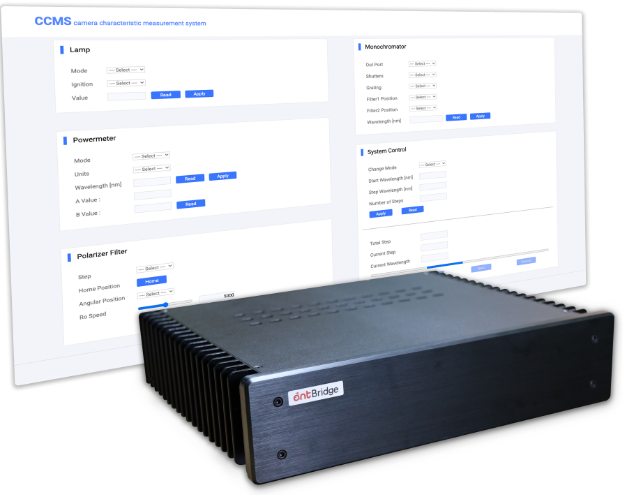 CCMS camera characteristic measurement system
Lamp
Mode
--- Select ---
Ignition
--- Select ---
Value
Read
Apply
Powermeter
Mode
--- Select ---
Units
--- Select ---
Wavelength [nm]
Read
Apply
A Value :
B Value :
Read
Polarizer Filter
Step
--- Select ---
Home Position
Home
Angular Position
--- Select ---
Ro Speed
5400
Monochromator
Out Port
--- Select ---
Shutters
--- Select ---
Grating
--- Select ---
Filter1 Position
--- Select ---
Filter2 Position
--- Select ---
Wavelength [nm]
Read
Apply
System Control
Change Mode
--- Select ---
Start Wavelength [nm]
Stop Wavelength [nm]
Number of Steps
Apply
Read
Total Step
Current Step
Current Wavelength
antBridge